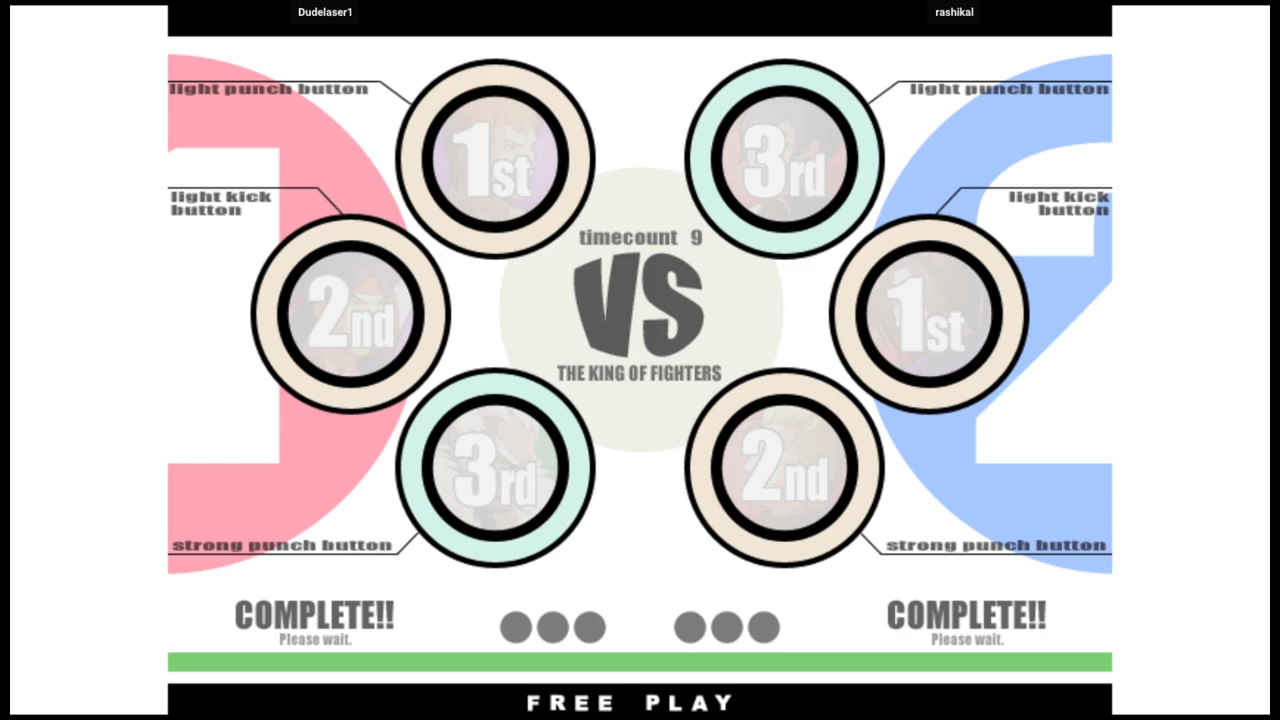 Dudelaser1
rashikal
light punch button
light punch button
1st
3rd
light kick
button
light kick
button
timecount 9
VS
THE KING OF FIGHTERS
2nd
1st
3rd
2nd
strong punch button
strong punch button
COMPLETE!!
Please wait.
COMPLETE!!
Please wait.
FREE PLAY
1
2